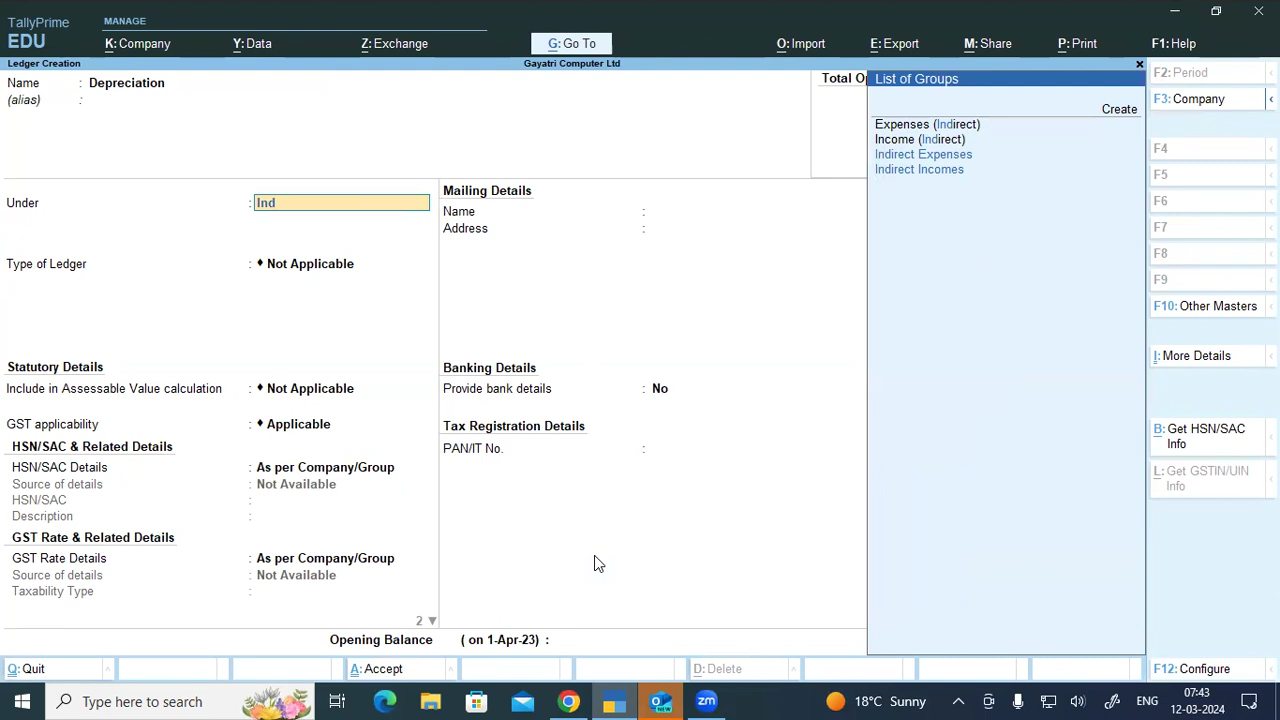 TallyPrime
EDU
MANAGE
K: Company
Y: Data
Z: Exchange
G: Go To
O: Import
E: Export
M: Share
P: Print
F1: Help
Ledger Creation
Gayatri Computer Ltd
Name : Depreciation
(alias) :
Total Op
Under : Ind
Type of Ledger : ♦ Not Applicable
Statutory Details
Include in Assessable Value calculation : ♦ Not Applicable
GST applicability : ♦ Applicable
HSN/SAC & Related Details
HSN/SAC Details : As per Company/Group
Source of details : Not Available
HSN/SAC :
Description :
GST Rate & Related Details
GST Rate Details : As per Company/Group
Source of details : Not Available
Taxability Type :
2 ▼
Mailing Details
Name :
Address :
Banking Details
Provide bank details : No
Tax Registration Details
PAN/IT No. :
Opening Balance ( on 1-Apr-23) :
List of Groups
Create
Expenses (Indirect)
Income (Indirect)
Indirect Expenses
Indirect Incomes
F2: Period
F3: Company
F4
F5
F6
F7
F8
F9
F10: Other Masters
I: More Details
B: Get HSN/SAC
Info
L: Get GSTIN/UIN
Info
F12: Configure
Q: Quit
A: Accept
D: Delete
Type here to search
NEW
zm
18°C Sunny
ENG
07:43
12-03-2024